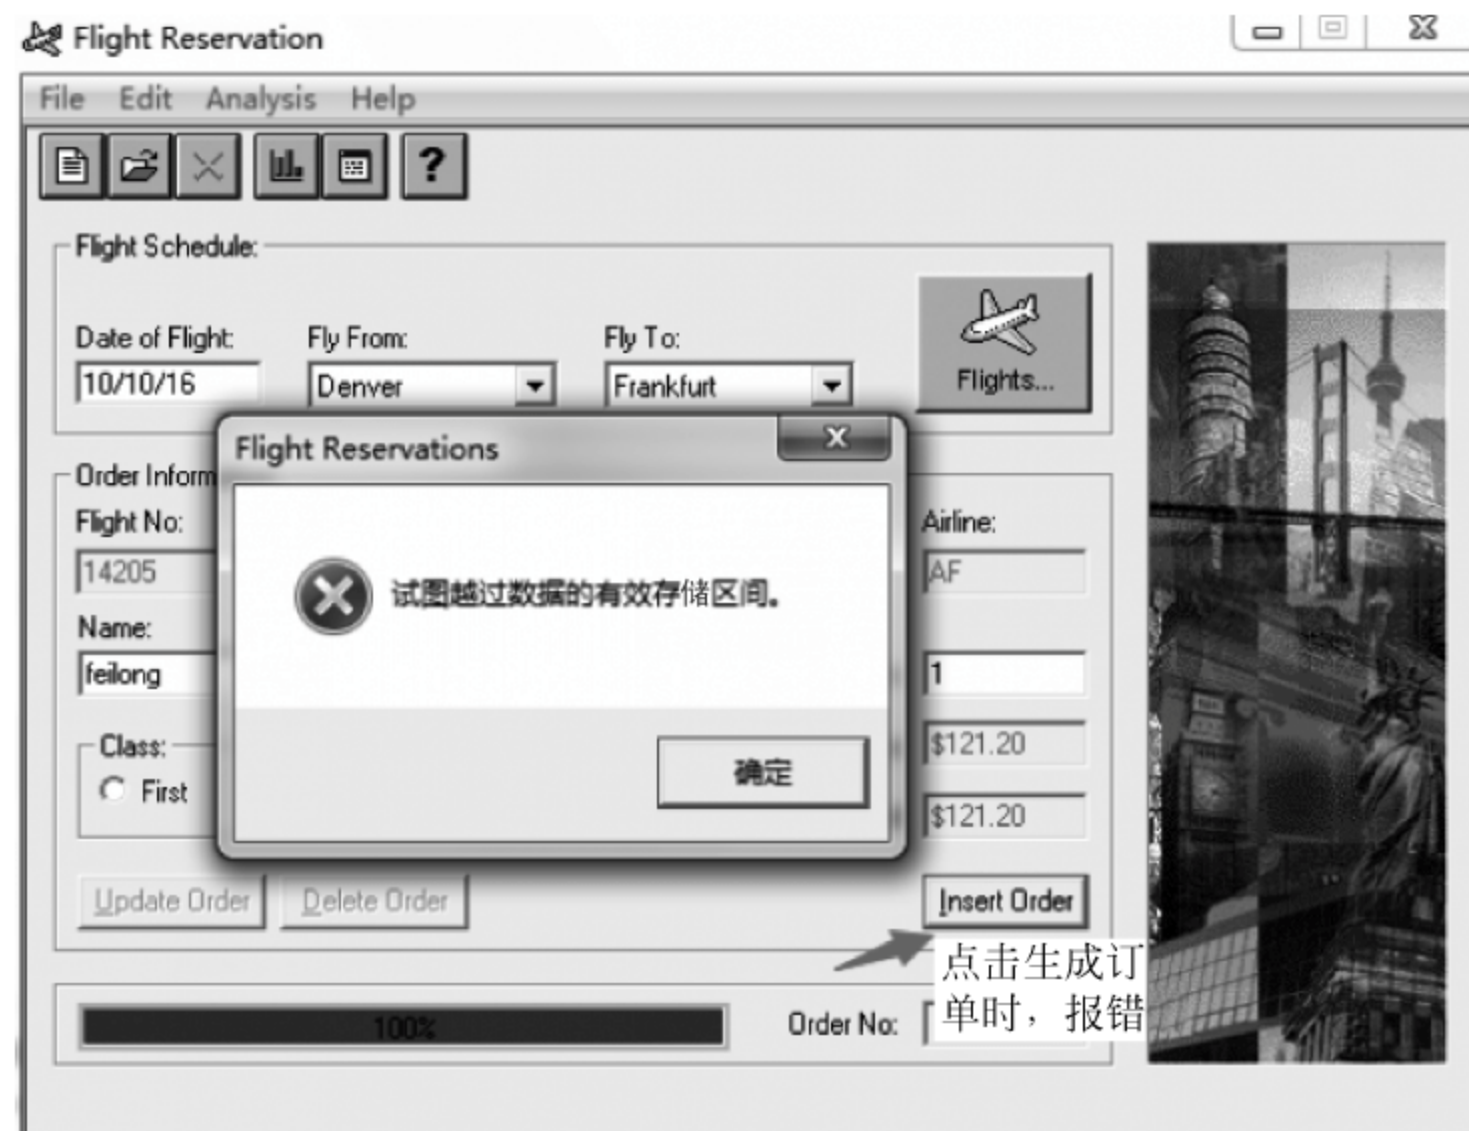 Flight Reservation
File Edit Analysis Help
?
Flight Schedule:
Date of Flight: Fly From: Fly To:
10/10/16 Denver Frankfurt Flights...
Flight Reservations
Order Inform
Flight No: Airline:
14205 AF
试图越过数据的有效存储区间。
Name:
feilong 1
Class: $121.20
First 确定
$121.20
Update Order Delete Order Insert Order
点击生成订
单时，报错
100% Order No: